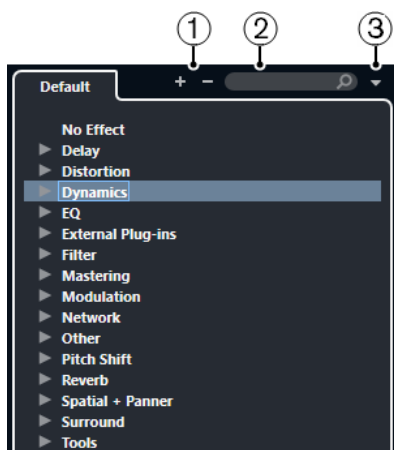 1 2 3
Default + −
No Effect
Delay
Distortion
Dynamics
EQ
External Plug-ins
Filter
Mastering
Modulation
Network
Other
Pitch Shift
Reverb
Spatial + Panner
Surround
Tools